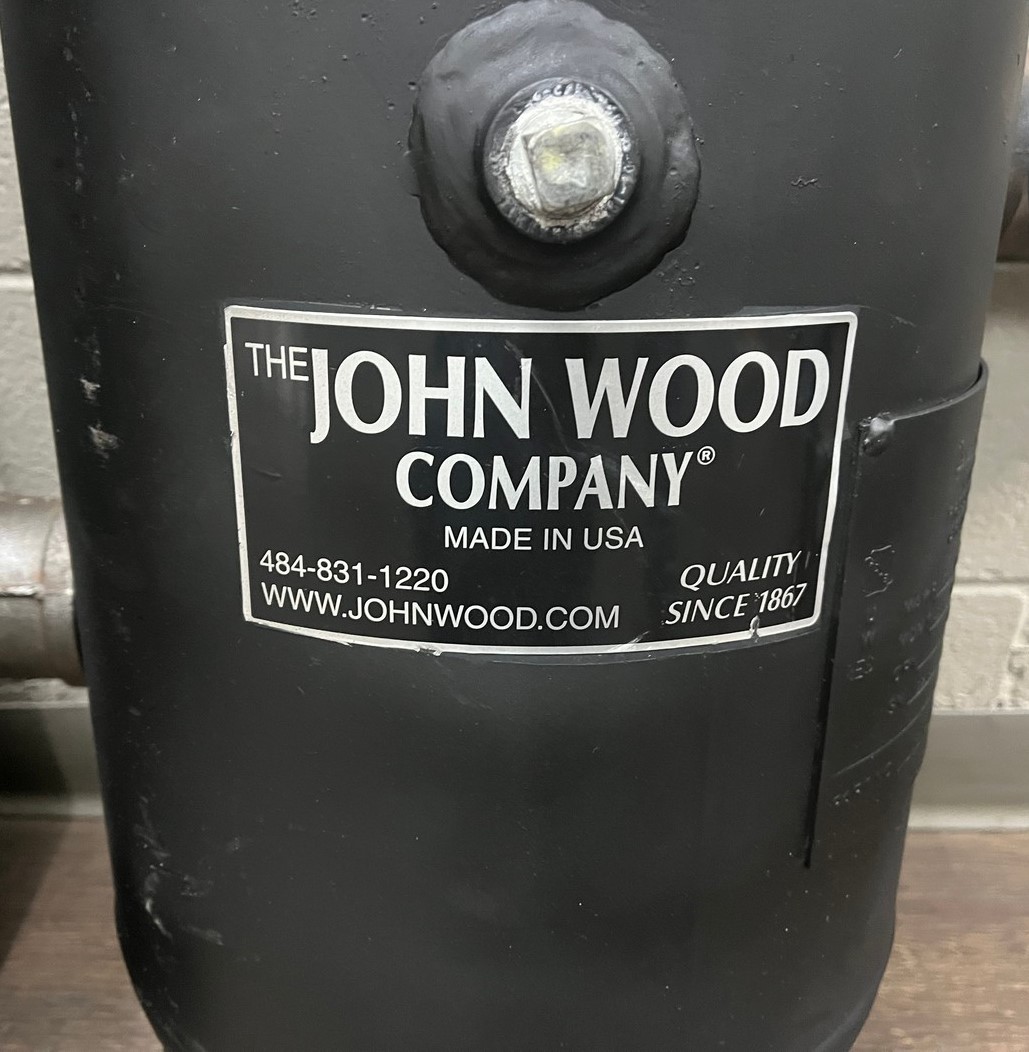 THE JOHN WOOD
COMPANY®
MADE IN USA
484-831-1220
WWW.JOHNWOOD.COM
QUALITY
SINCE 1867